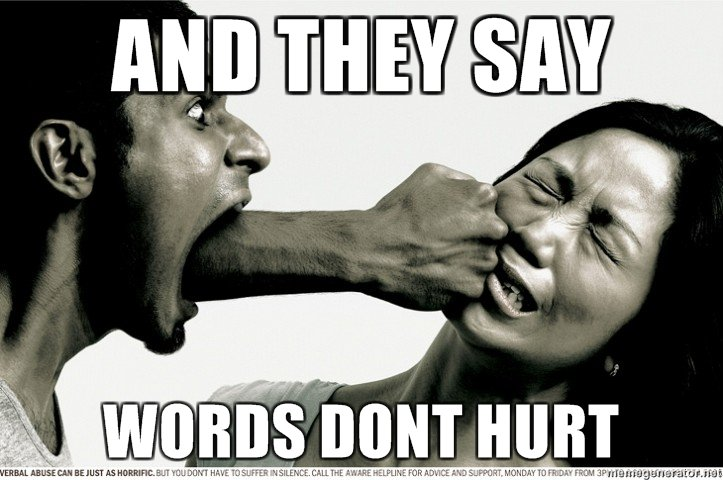 AND THEY SAY
WORDS DONT HURT
VERBAL ABUSE CAN BE JUST AS HORRIFIC. BUT YOU DON'T HAVE TO SUFFER IN SILENCE. CALL THE AWARE HELPLINE FOR ADVICE AND SUPPORT, MONDAY TO FRIDAY FROM 3PM
memegenerator.net